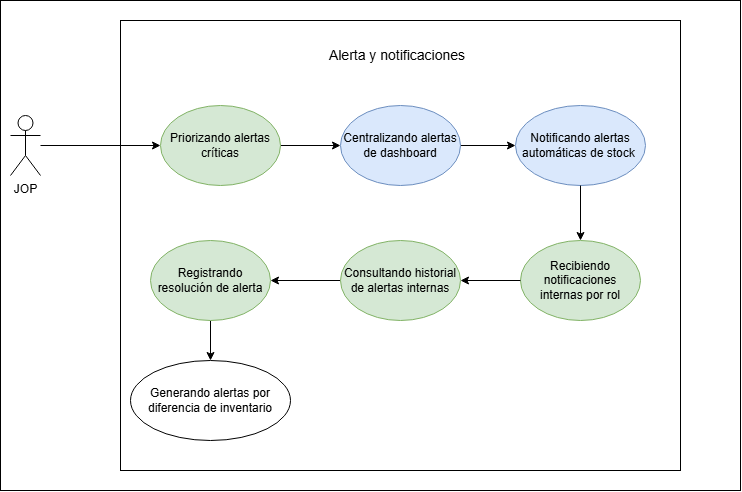 Alerta y notificaciones
JOP
Priorizando alertas
críticas
Centralizando alertas
de dashboard
Notificando alertas
automáticas de stock
Recibiendo
notificaciones
internas por rol
Consultando historial
de alertas internas
Registrando
resolución de alerta
Generando alertas por
diferencia de inventario